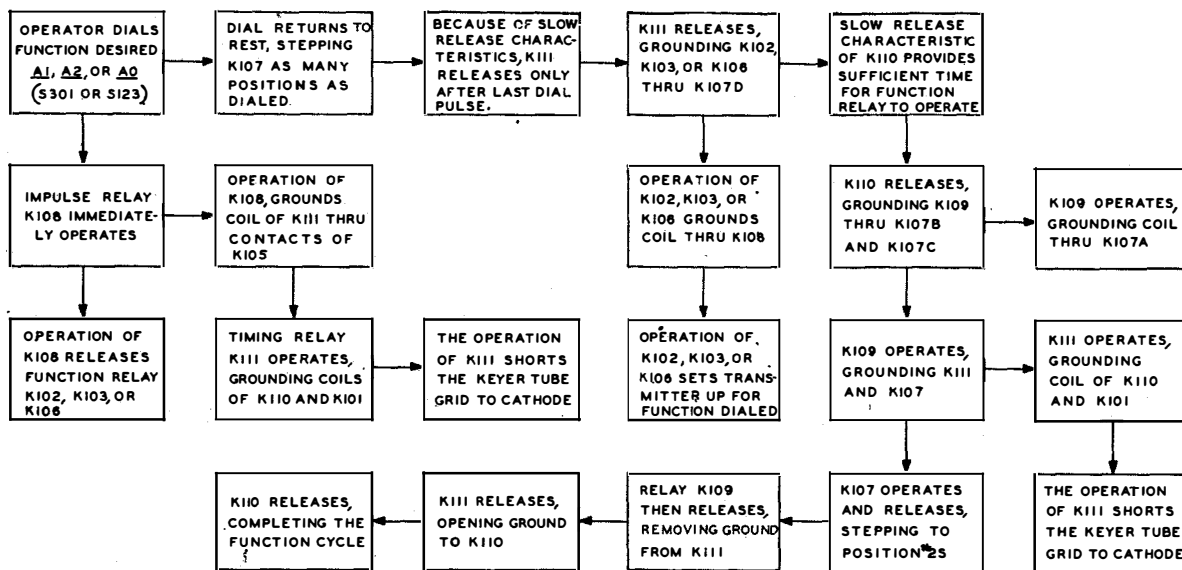 OPERATOR DIALS
FUNCTION DESIRED
A1, A2, OR A0
(S301 OR S123)
DIAL RETURNS TO
REST, STEPPING
K107 AS MANY
POSITIONS AS
DIALED.
BECAUSE OF SLOW
RELEASE CHARAC-
TERISTICS, K111
RELEASES ONLY
AFTER LAST DIAL
PULSE.
K111 RELEASES,
GROUNDING K102,
K103, OR K106
THRU K107D
SLOW RELEASE
CHARACTERISTIC
OF K110 PROVIDES
SUFFICIENT TIME
FOR FUNCTION
RELAY TO OPERATE
IMPULSE RELAY
K108 IMMEDIATE-
LY OPERATES
OPERATION OF
K108, GROUNDS
COIL OF K111 THRU
CONTACTS OF
K105
OPERATION OF
K102, K103, OR
K106 GROUNDS
COIL THRU K108
K110 RELEASES,
GROUNDING K109
THRU K107B
AND K107C
K109 OPERATES,
GROUNDING COIL
THRU K107A
OPERATION OF
K108 RELEASES
FUNCTION RELAY
K102, K103, OR
K106
TIMING RELAY
K111 OPERATES,
GROUNDING COILS
OF K110 AND K101
THE OPERATION
OF K111 SHORTS
THE KEYER TUBE
GRID TO CATHODE
OPERATION OF
K102, K103, OR
K106 SETS TRANS-
MITTER UP FOR
FUNCTION DIALED
K109 OPERATES,
GROUNDING K111
AND K107
K111 OPERATES,
GROUNDING
COIL OF K110
AND K101
K110 RELEASES,
COMPLETING THE
FUNCTION CYCLE
K111 RELEASES,
OPENING GROUND
TO K110
RELAY K109
THEN RELEASES,
REMOVING GROUND
FROM K111
K107 OPERATES
AND RELEASES,
STEPPING TO
POSITION #2S
THE OPERATION
OF K111 SHORTS
THE KEYER TUBE
GRID TO CATHODE